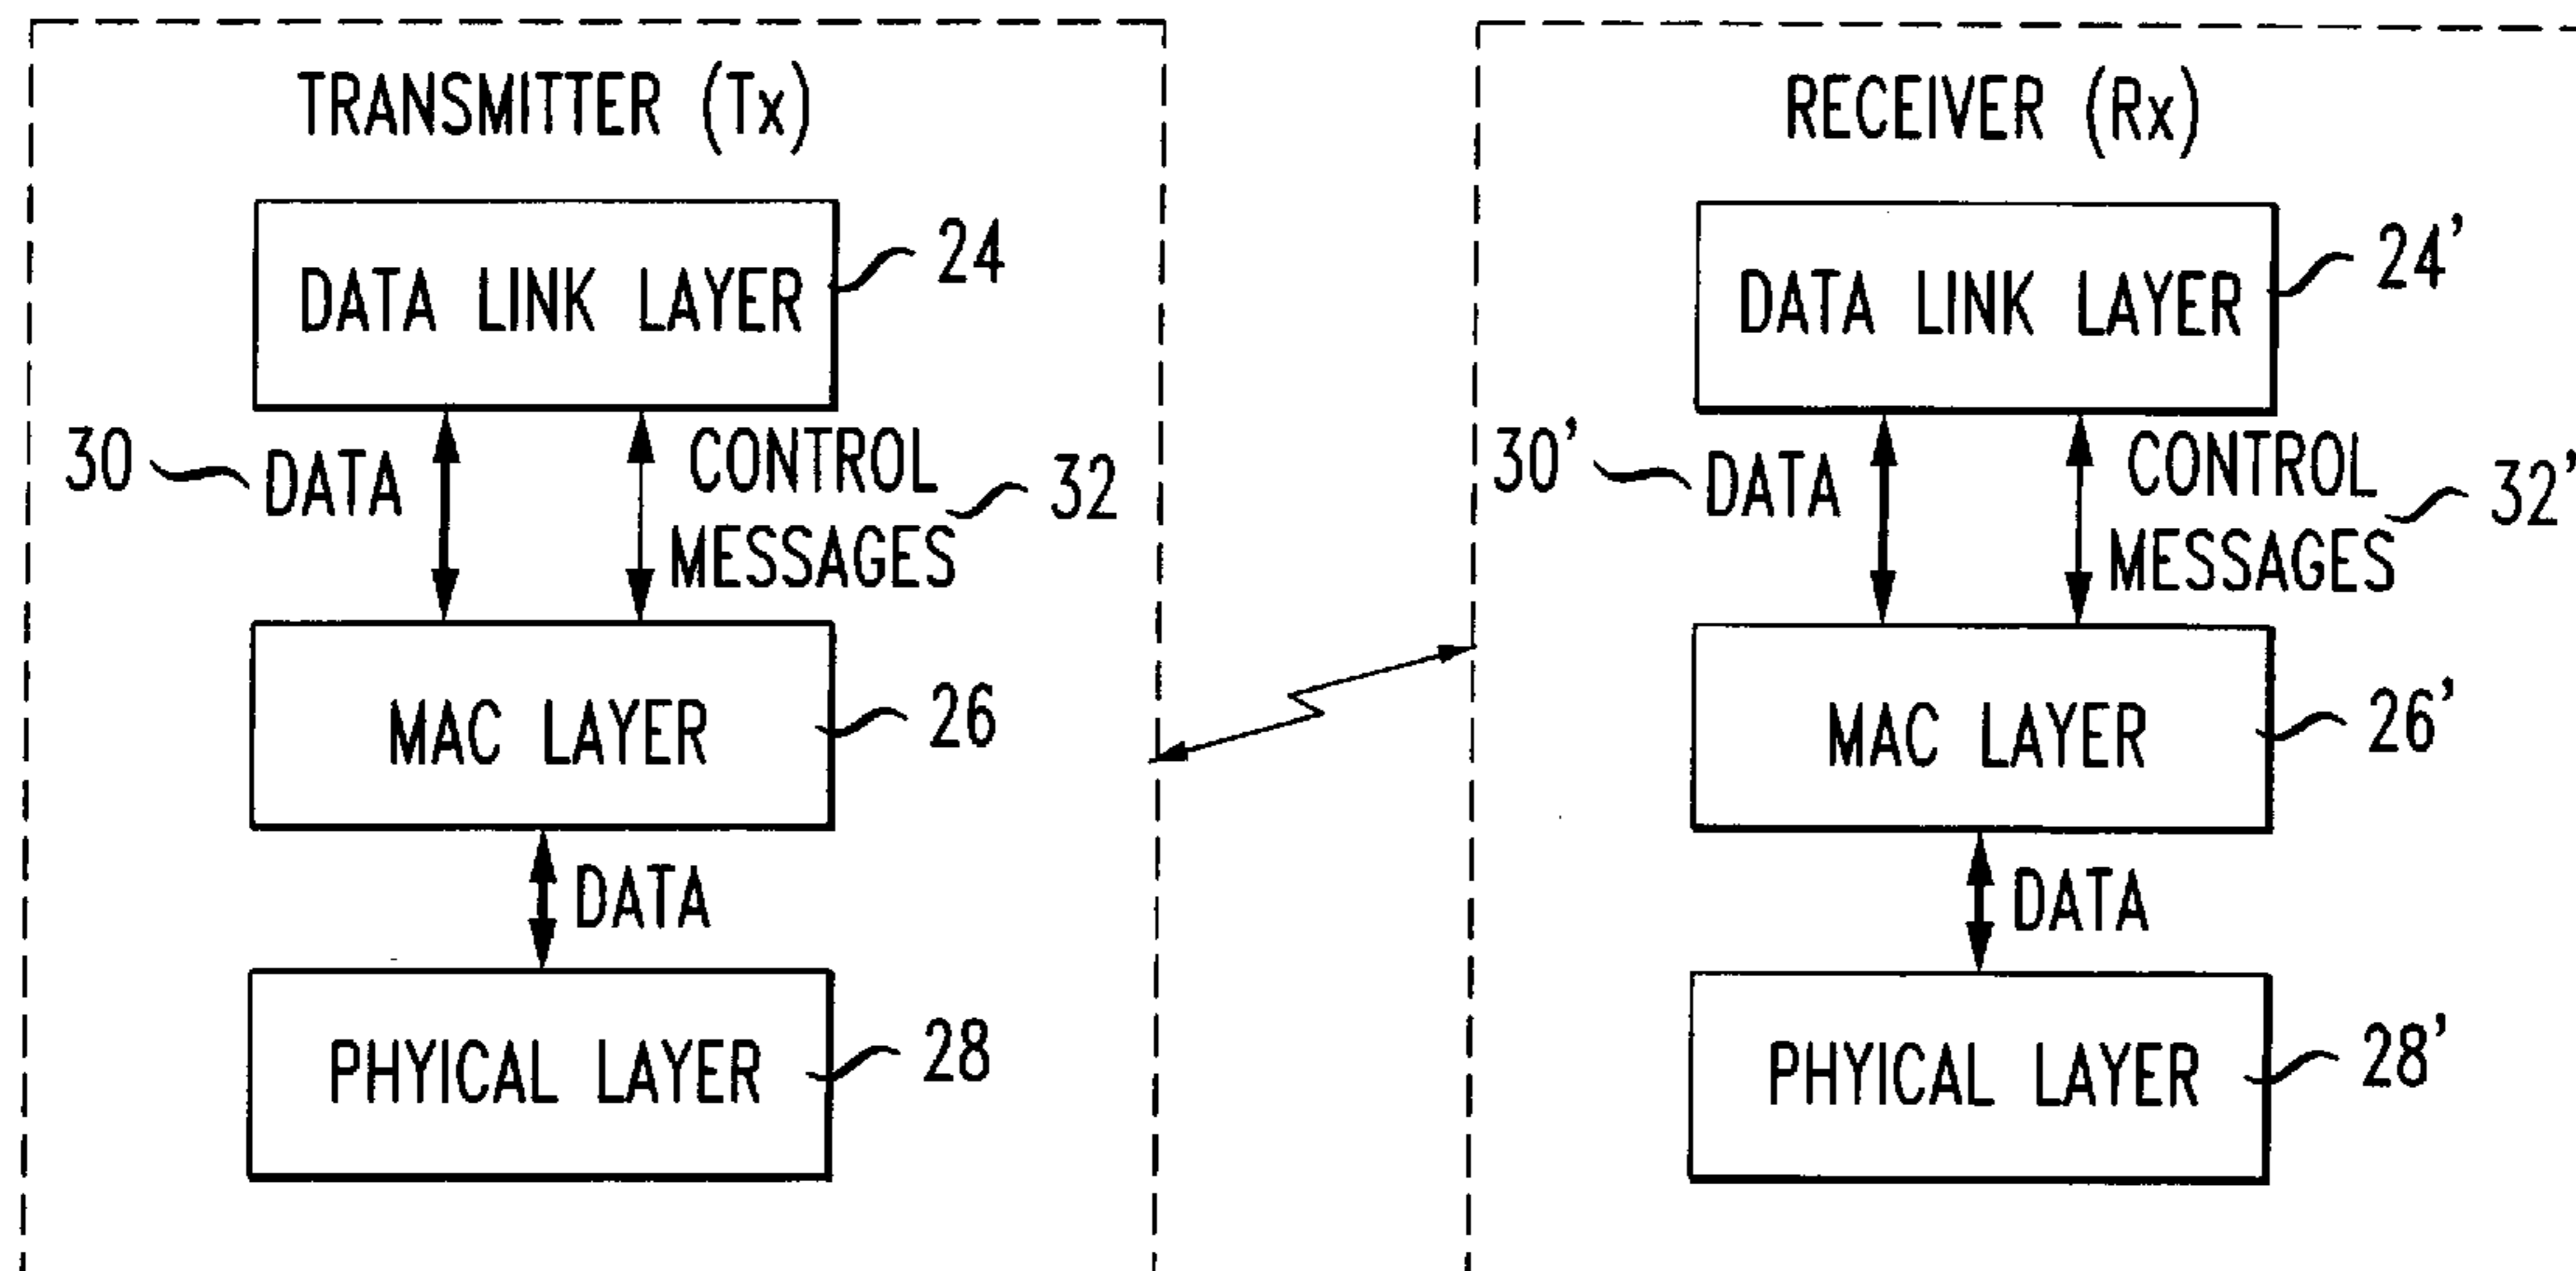 TRANSMITTER (Tx)
DATA LINK LAYER
24
30
DATA
CONTROL
MESSAGES
32
MAC LAYER
26
DATA
PHYICAL LAYER
28
RECEIVER (Rx)
DATA LINK LAYER
24'
30'
DATA
CONTROL
MESSAGES
32'
MAC LAYER
26'
DATA
PHYICAL LAYER
28'